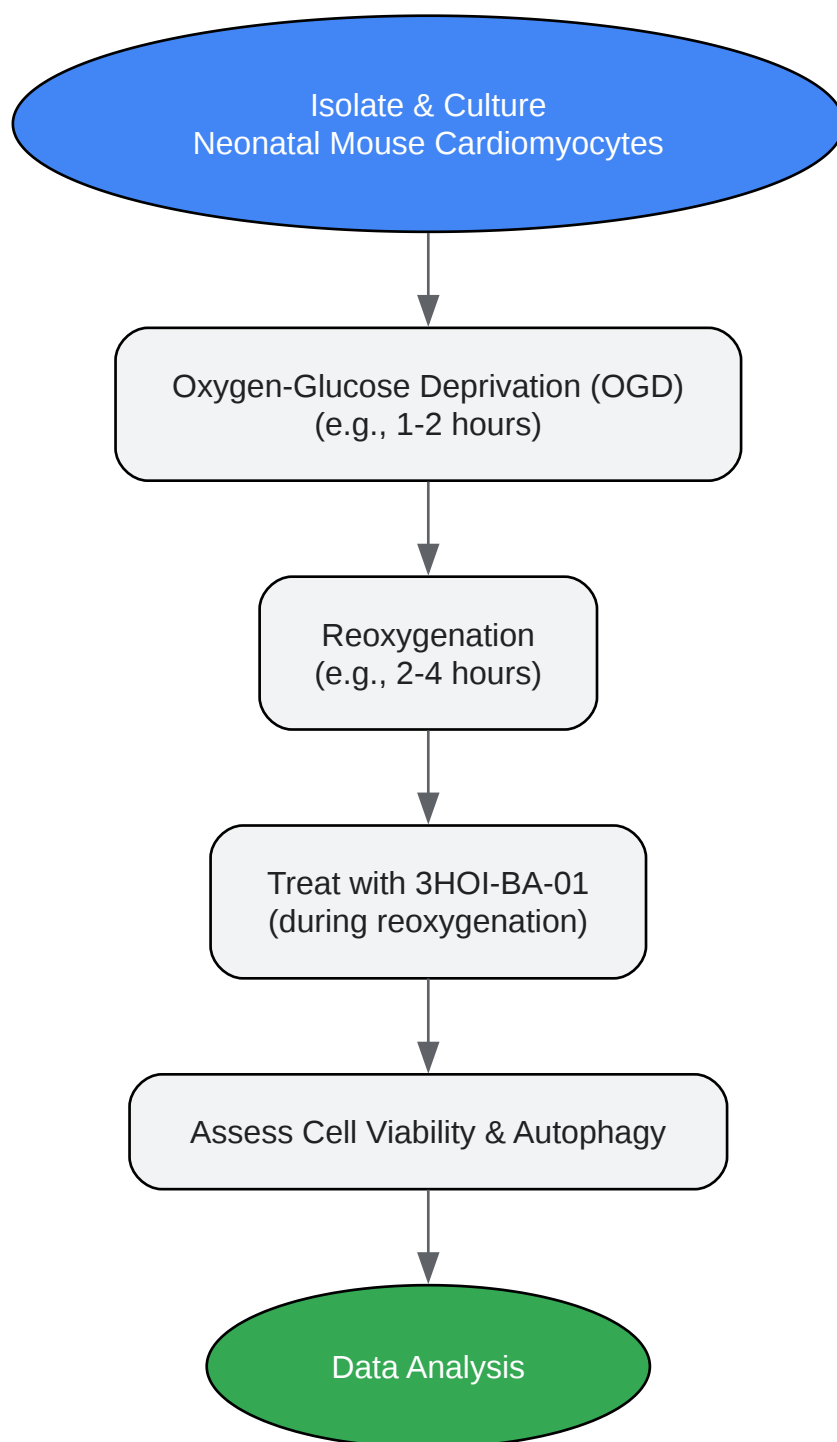 Isolate & Culture
Neonatal Mouse Cardiomyocytes
Oxygen-Glucose Deprivation (OGD)
(e.g., 1-2 hours)
Reoxygenation
(e.g., 2-4 hours)
Treat with 3HOI-BA-01
(during reoxygenation)
Assess Cell Viability & Autophagy
Data Analysis